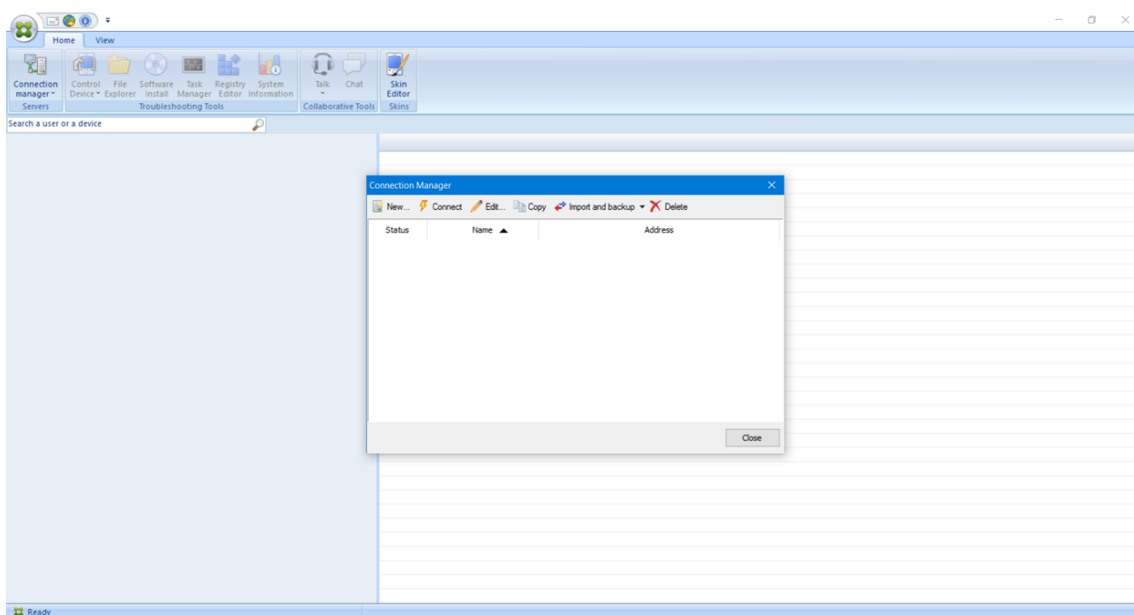 Home View
Connection manager
Control Device
File Explorer
Software Install
Task Manager
Registry Editor
System Information
Talk
Chat
Skin Editor
Servers
Troubleshooting Tools
Collaborative Tools
Skins
Search a user or a device
Connection Manager
New... Connect Edit... Copy Import and backup Delete
Status Name Address
Close
Ready